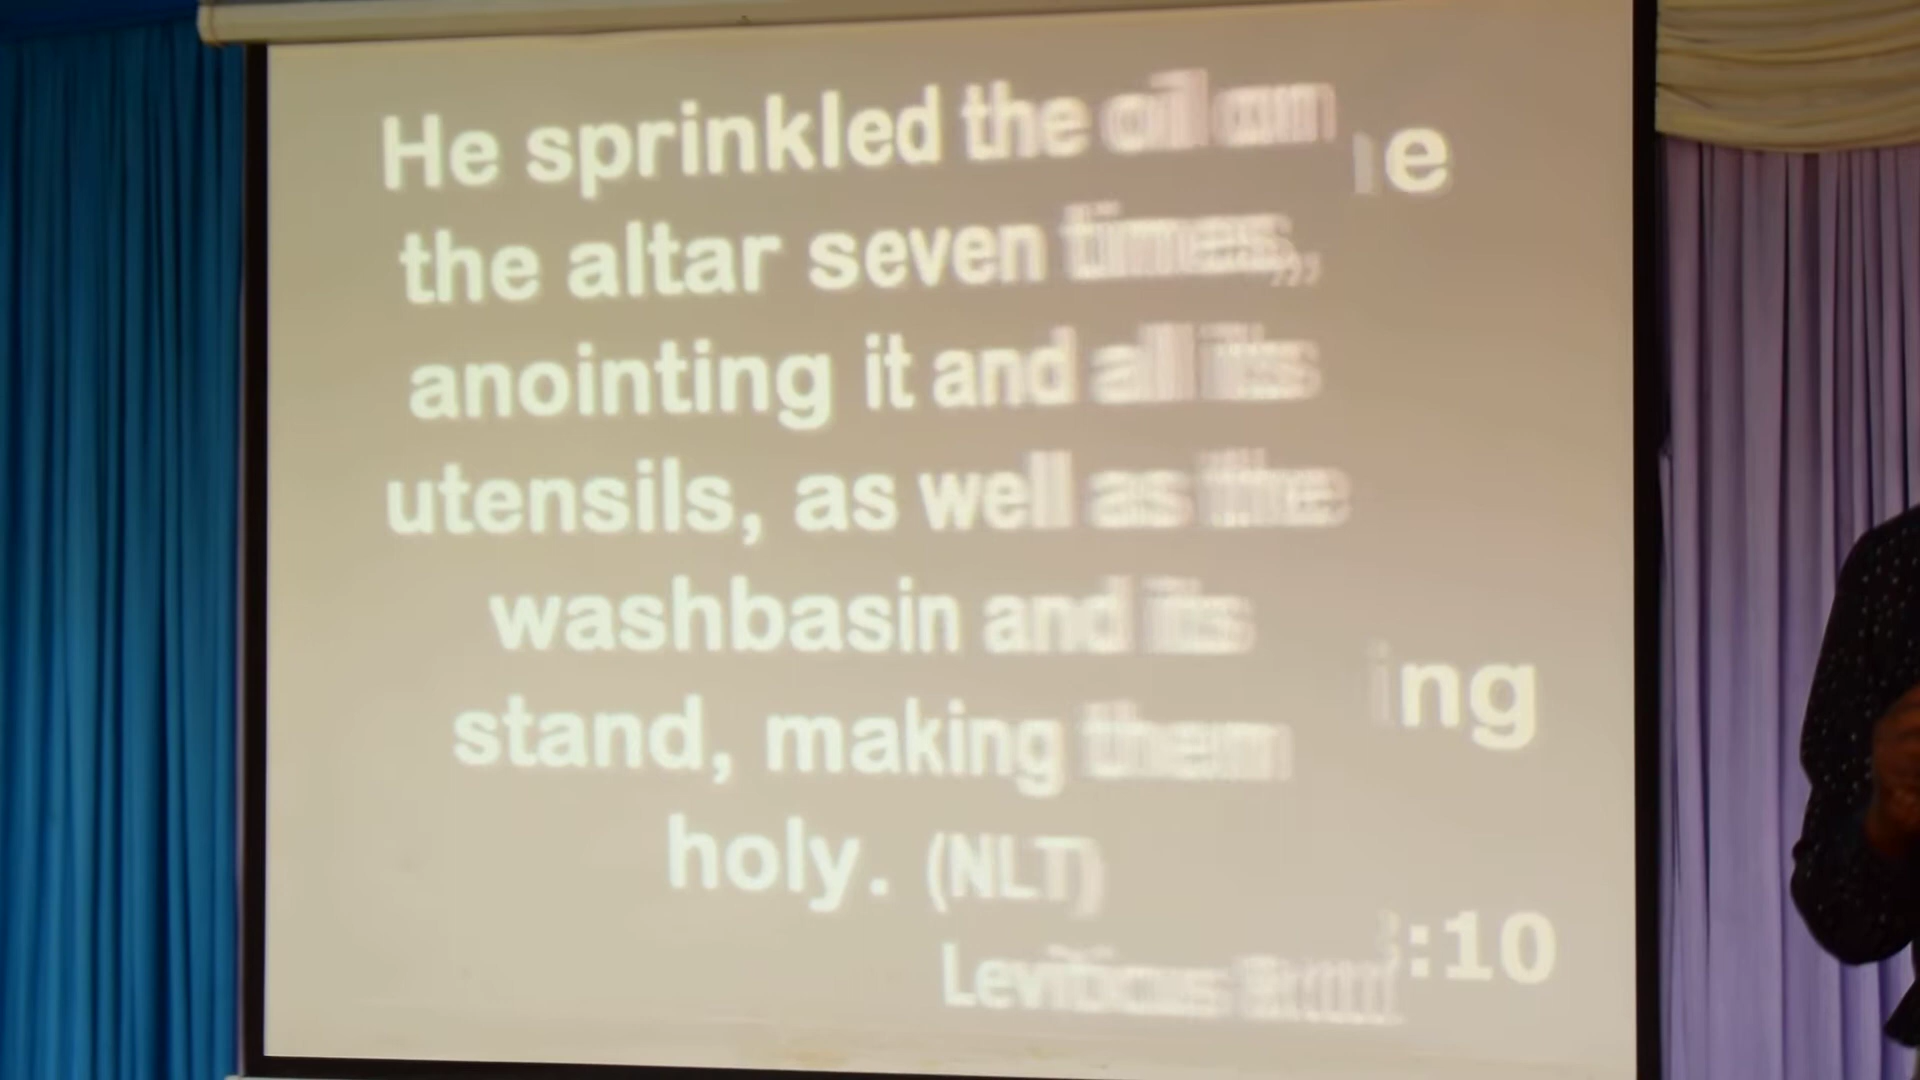 He sprinkled the oil on
e
the altar seven times,
anointing it and all its
utensils, as well as the
washbasin and its
ing
stand, making them
holy. (NLT)
:10
Leviticus